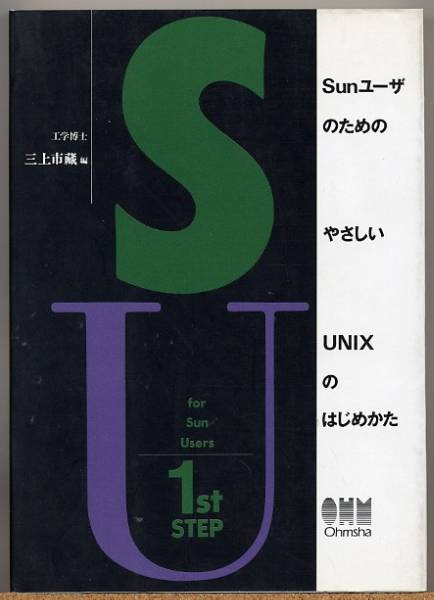 S
U
工学博士
三上市蔵 編
for
Sun
Users
1st
STEP
Sunユーザ
のための
やさしい
UNIX
の
はじめかた
OHM
Ohmsha